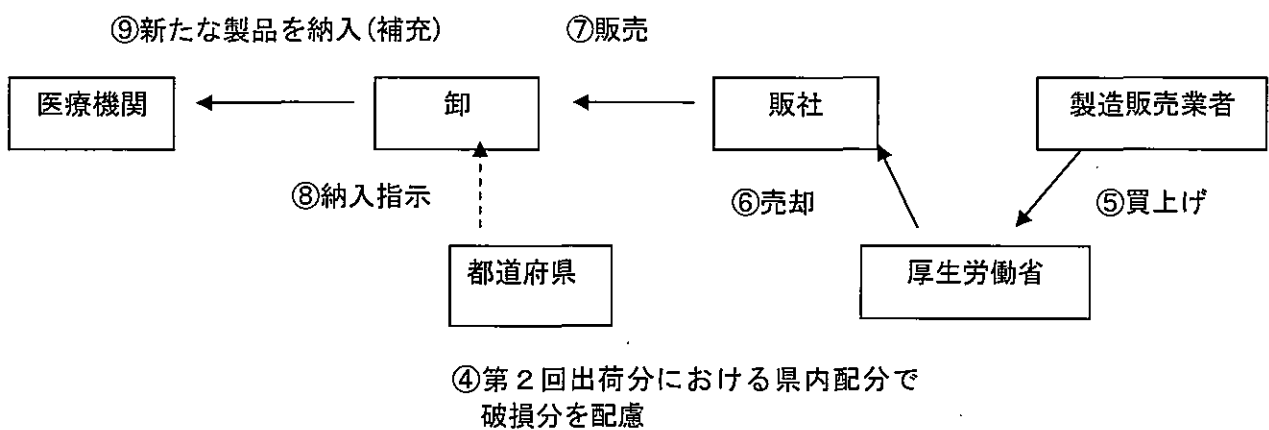 ⑨新たな製品を納入(補充)
⑦販売
医療機関
卸
販社
製造販売業者
⑧納入指示
⑥売却
⑤買上げ
都道府県
厚生労働省
④第２回出荷分における県内配分で
破損分を配慮